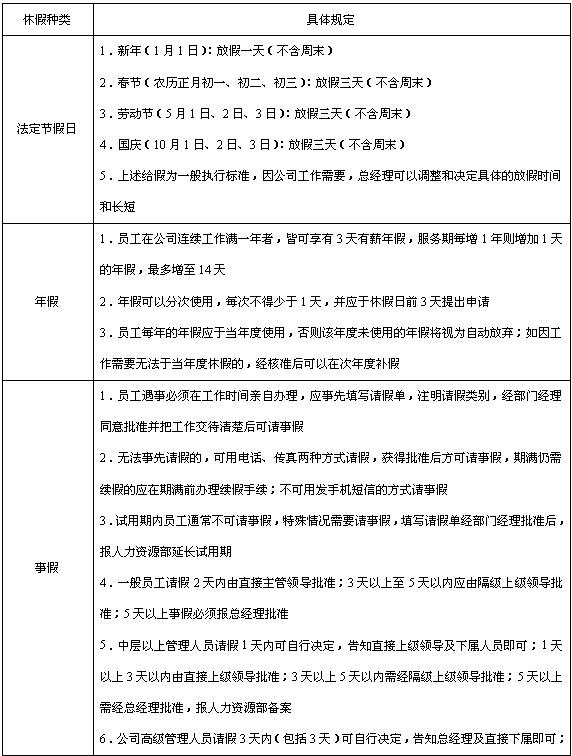 休假种类 具体规定
1．新年（1月1日）：放假一天（不含周末）
2．春节（农历正月初一、初二、初三）：放假三天（不含周末）
3．劳动节（5月1日、2日、3日）：放假三天（不含周末）
法定节假日
4．国庆（10月1日、2日、3日）：放假三天（不含周末）
5．上述给假为一般执行标准，因公司工作需要，总经理可以调整和决定具体的放假时间
和长短
1．员工在公司连续工作满一年者，皆可享有3天有薪年假，服务期每增1年则增加1天
的年假，最多增至14天
年假
2．年假可以分次使用，每次不得少于1天，并应于休假日前3天提出申请
3．员工每年的年假应于当年度使用，否则该年度未使用的年假将视为自动放弃；如因工
作需要无法于当年度休假的，经核准后可以在次年度补假
1．员工遇事必须在工作时间亲自办理，应事先填写请假单，注明请假类别，经部门经理
同意批准并把工作交待清楚后可请事假
2．无法事先请假的，可用电话、传真两种方式请假，获得批准后方可请事假，期满仍需
续假的应在期满前办理续假手续；不可用发手机短信的方式请事假
3．试用期内员工通常不可请事假，特殊情况需要请事假，填写请假单经部门经理批准后，
报人力资源部延长试用期
事假
4．一般员工请假2天内由直接主管领导批准；3天以上至5天以内应由隔级上级领导批
准；5天以上事假必须报总经理批准
5．中层以上管理人员请假1天内可自行决定，告知直接上级领导及下属人员即可；1天
以上3天以内由直接上级领导批准；3天以上5天以内需经隔级上级领导批准；5天以上
需经总经理批准，报人力资源部备案
6．公司高级管理人员请假3天内（包括3天）可自行决定，告知总经理及直接下属即可；